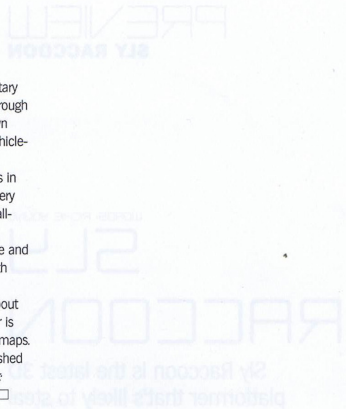 PREVIEW
SLY RACCOON
tary
rough
n
hicle-
s in
ery
all-
e and
th
out
r is
maps.
shed
e
SLY
RACCOON
Sly Raccoon is the latest 3D
platformer that's likely to steal